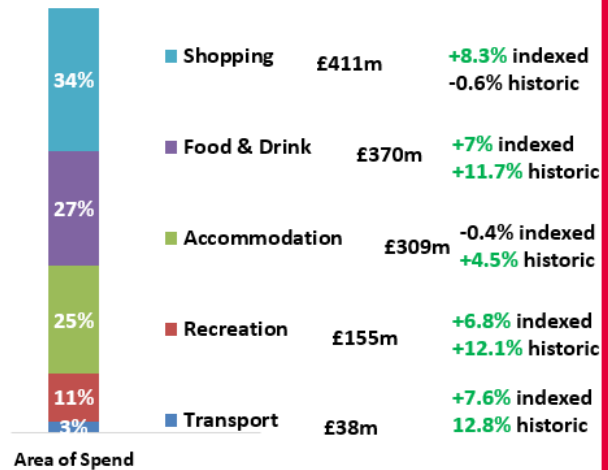 34%
Shopping £411m +8.3% indexed
-0.6% historic
27%
Food & Drink £370m +7% indexed
+11.7% historic
25%
Accommodation £309m -0.4% indexed
+4.5% historic
11%
Recreation £155m +6.8% indexed
+12.1% historic
3%
Transport £38m +7.6% indexed
12.8% historic
Area of Spend